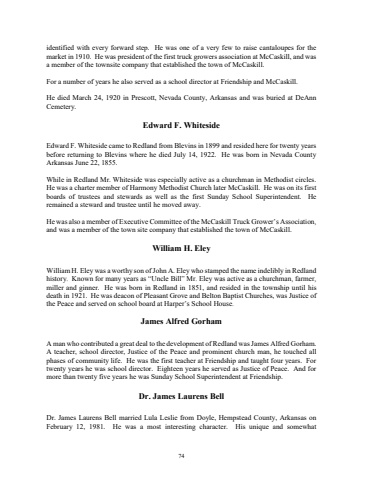 identified with every forward step. He was one of a very few to raise cantaloupes for the
market in 1910. He was president of the first truck growers association at McCaskill, and was
a member of the townsite company that established the town of McCaskill.
For a number of years he also served as a school director at Friendship and McCaskill.
He died March 24, 1920 in Prescott, Nevada County, Arkansas and was buried at DeAnn
Cemetery.
Edward F. Whiteside
Edward F. Whiteside came to Redland from Blevins in 1899 and resided here for twenty years
before returning to Blevins where he died July 14, 1922. He was born in Nevada County
Arkansas June 22, 1855.
While in Redland Mr. Whiteside was especially active as a churchman in Methodist circles.
He was a charter member of Harmony Methodist Church later McCaskill. He was on its first
boards of trustees and stewards as well as the first Sunday School Superintendent. He
remained a steward and trustee until he moved away.
He was also a member of Executive Committee of the McCaskill Truck Grower's Association,
and was a member of the town site company that established the town of McCaskill.
William H. Eley
William H. Eley was a worthy son of John A. Eley who stamped the name indelibly in Redland
history. Known for many years as "Uncle Bill" Mr. Eley was active as a churchman, farmer,
miller and ginner. He was born in Redland in 1851, and resided in the township until his
death in 1921. He was deacon of Pleasant Grove and Belton Baptist Churches, was Justice of
the Peace and served on school board at Harper's School House.
James Alfred Gorham
A man who contributed a great deal to the development of Redland was James Alfred Gorham.
A teacher, school director, Justice of the Peace and prominent church man, he touched all
phases of community life. He was the first teacher at Friendship and taught four years. For
twenty years he was school director. Eighteen years he served as Justice of Peace. And for
more than twenty five years he was Sunday School Superintendent at Friendship.
Dr. James Laurens Bell
Dr. James Laurens Bell married Lula Leslie from Doyle, Hempstead County, Arkansas on
February 12, 1981. He was a most interesting character. His unique and somewhat
74